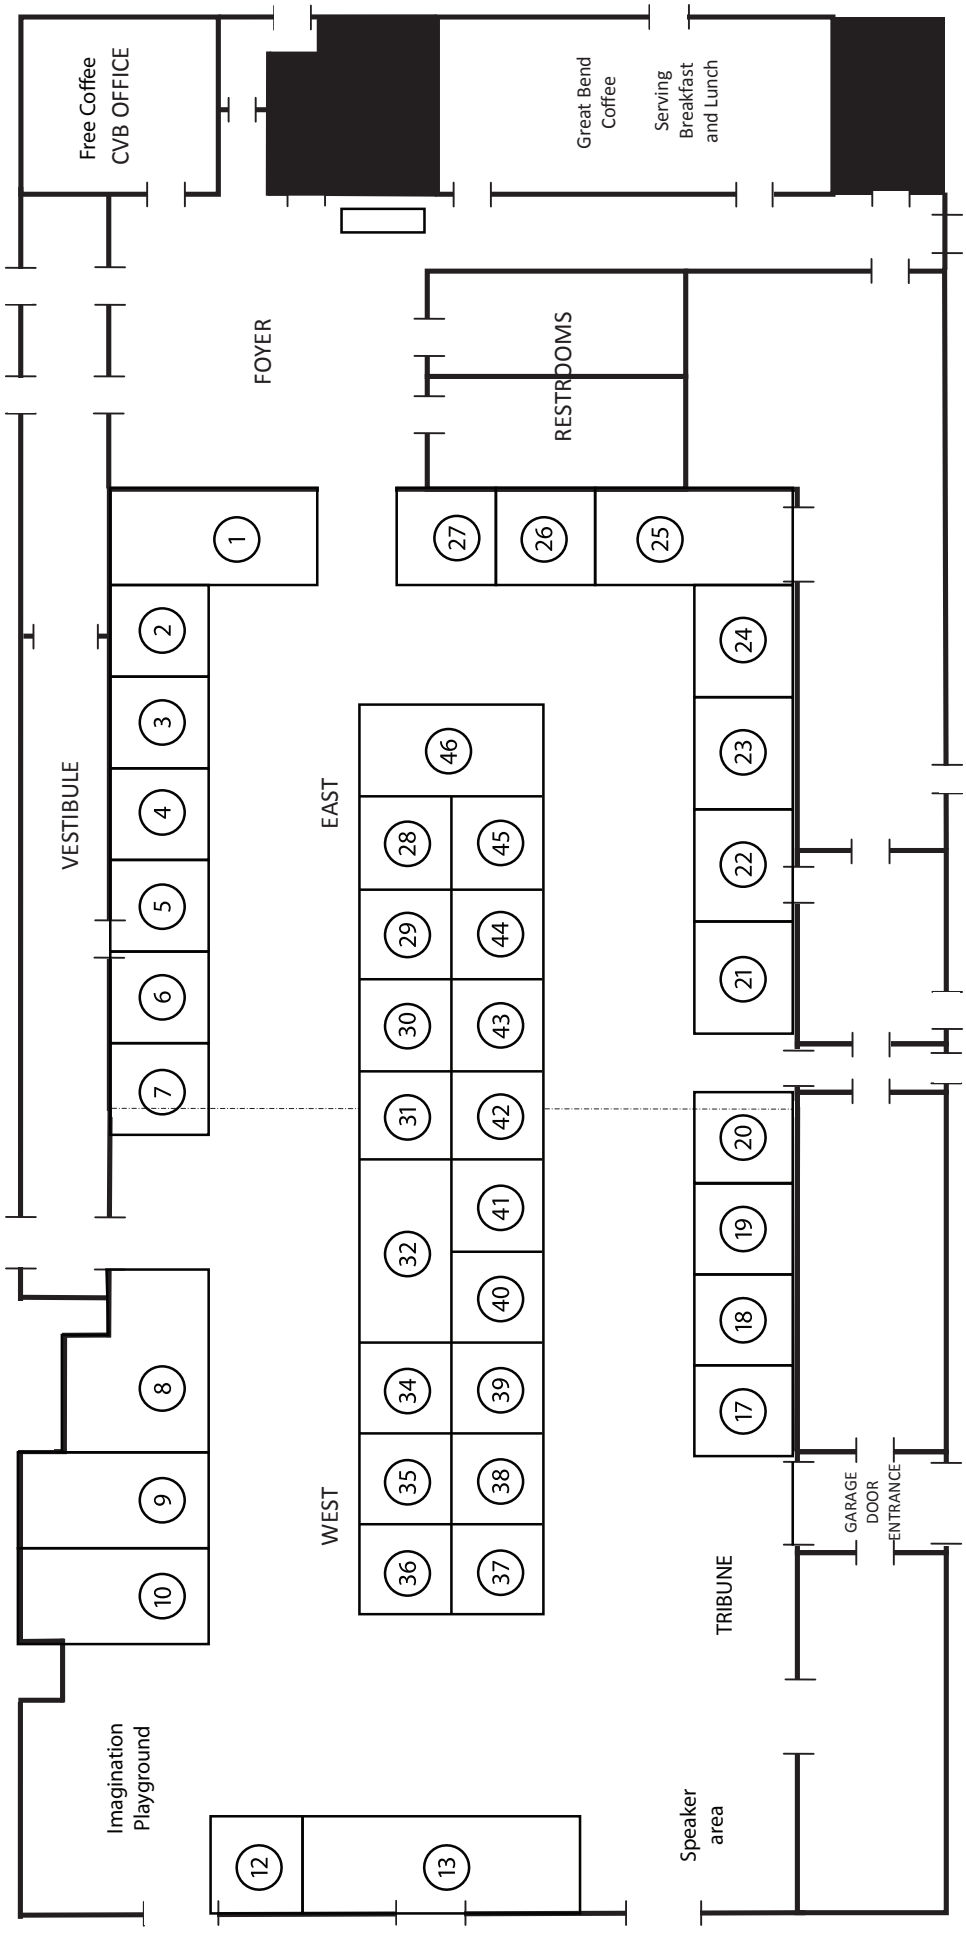 Free Coffee
CVB OFFICE
Great Bend
Coffee
Serving
Breakfast
and Lunch
FOYER
RESTROOMS
VESTIBULE
EAST
WEST
1
2
3
4
5
6
7
8
9
10
12
13
17
18
19
20
21
22
23
24
25
26
27
46
28
45
29
44
30
43
31
42
32
41
40
34
39
35
38
36
37
GARAGE
DOOR
ENTRANCE
TRIBUNE
Imagination
Playground
Speaker
area